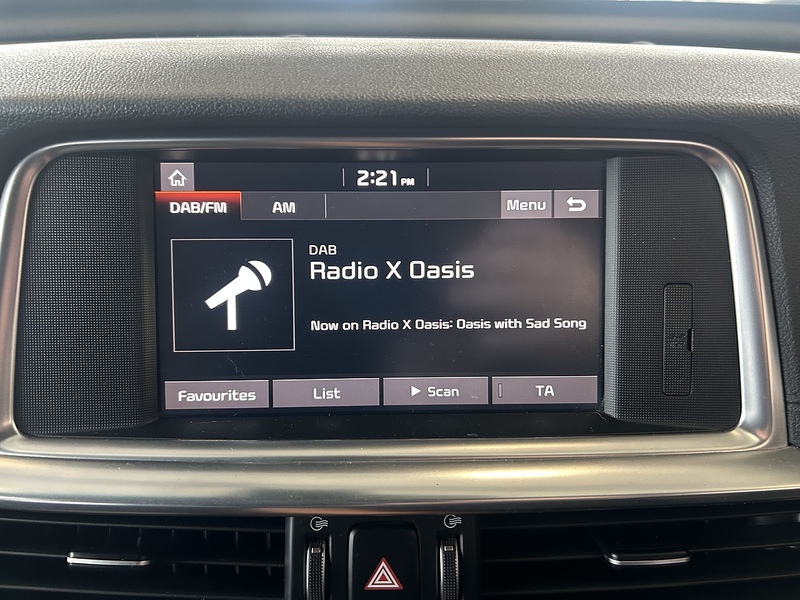 2:21 PM
DAB/FM AM Menu
DAB
Radio X Oasis
Now on Radio X Oasis: Oasis with Sad Song
Favourites List Scan TA